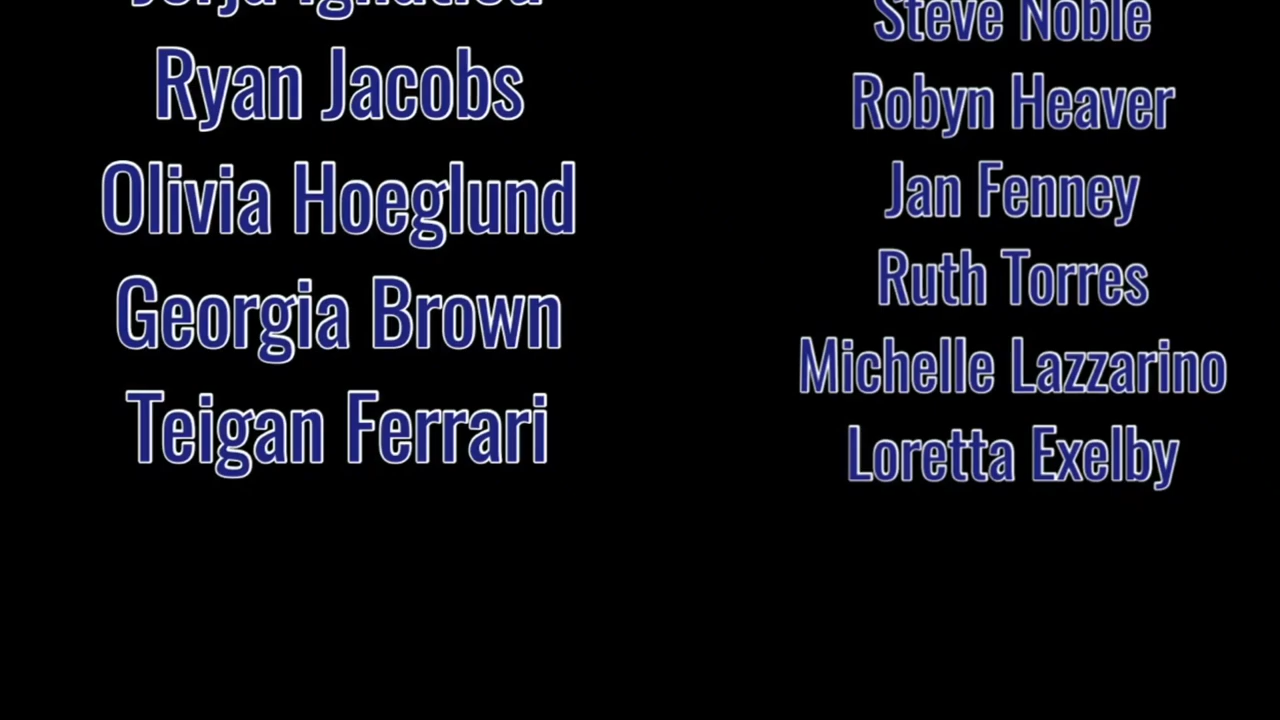 Ryan Jacobs
Olivia Hoeglund
Georgia Brown
Teigan Ferrari
Steve Noble
Robyn Heaver
Jan Fenney
Ruth Torres
Michelle Lazzarino
Loretta Exelby